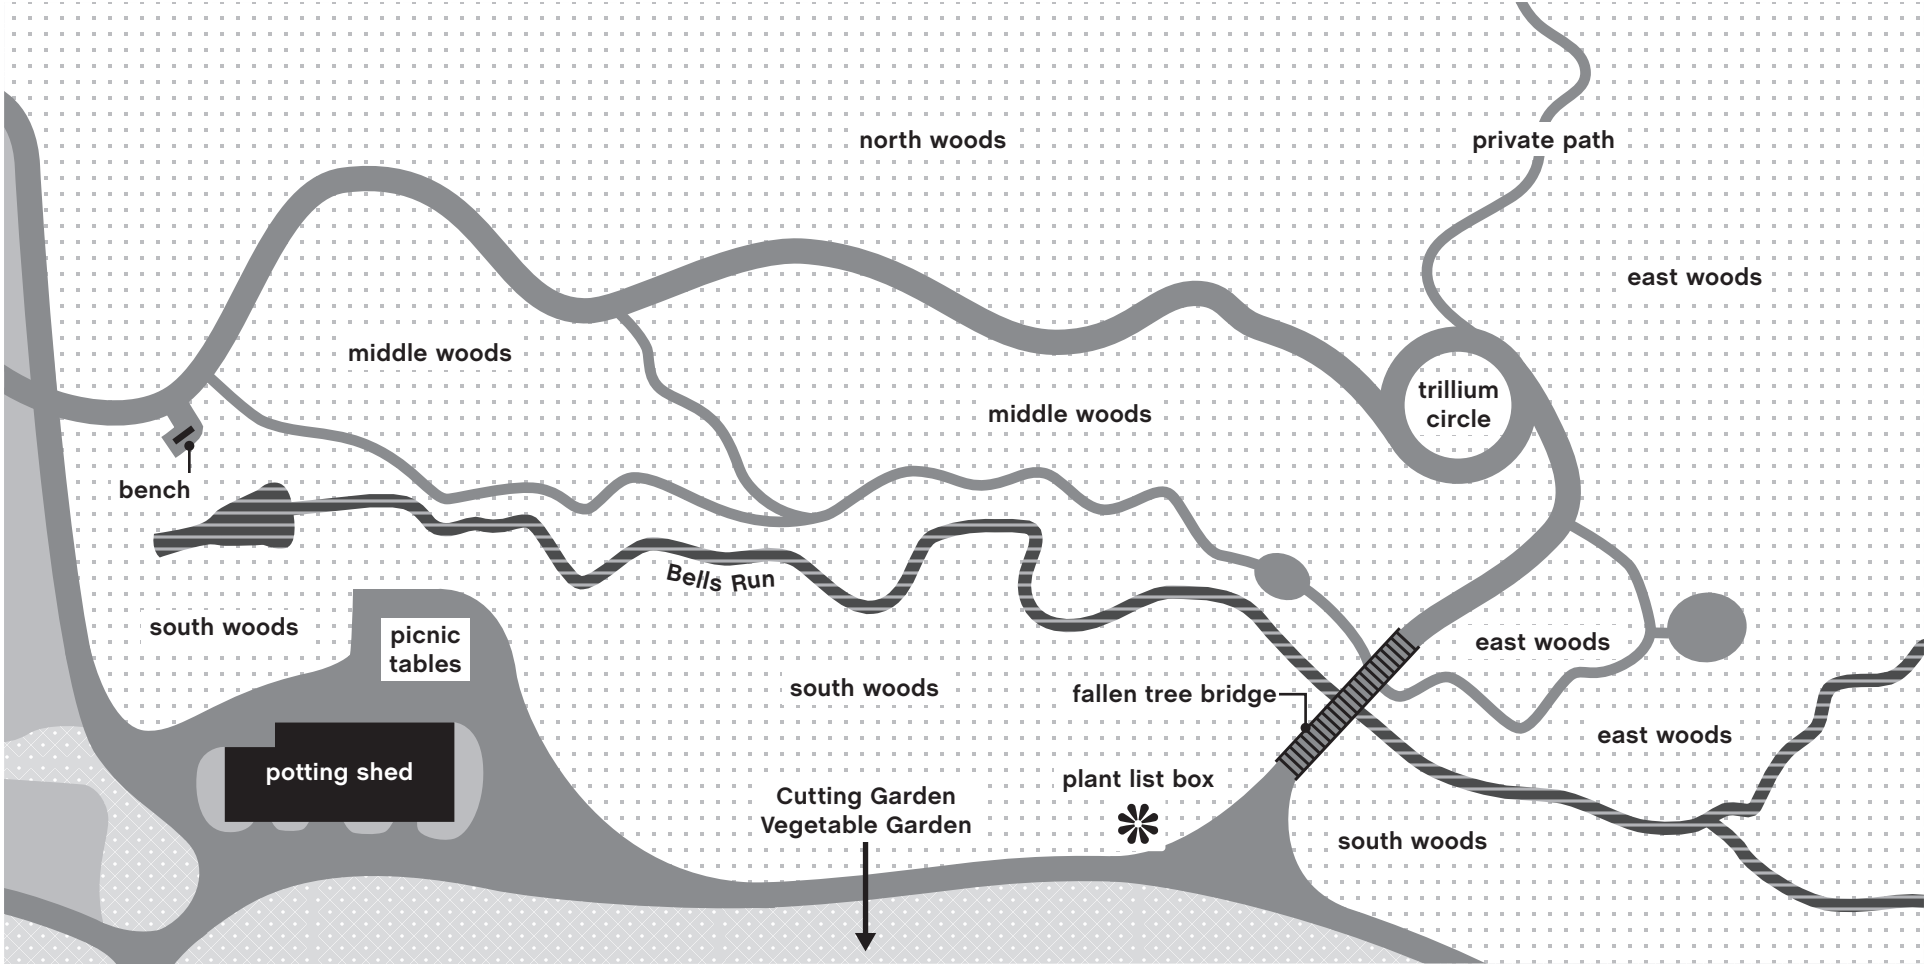 north woods
private path
east woods
middle woods
trillium
circle
middle woods
bench
Bells Run
south woods
picnic
tables
east woods
south woods
fallen tree bridge
east woods
potting shed
plant list box
Cutting Garden
Vegetable Garden
south woods